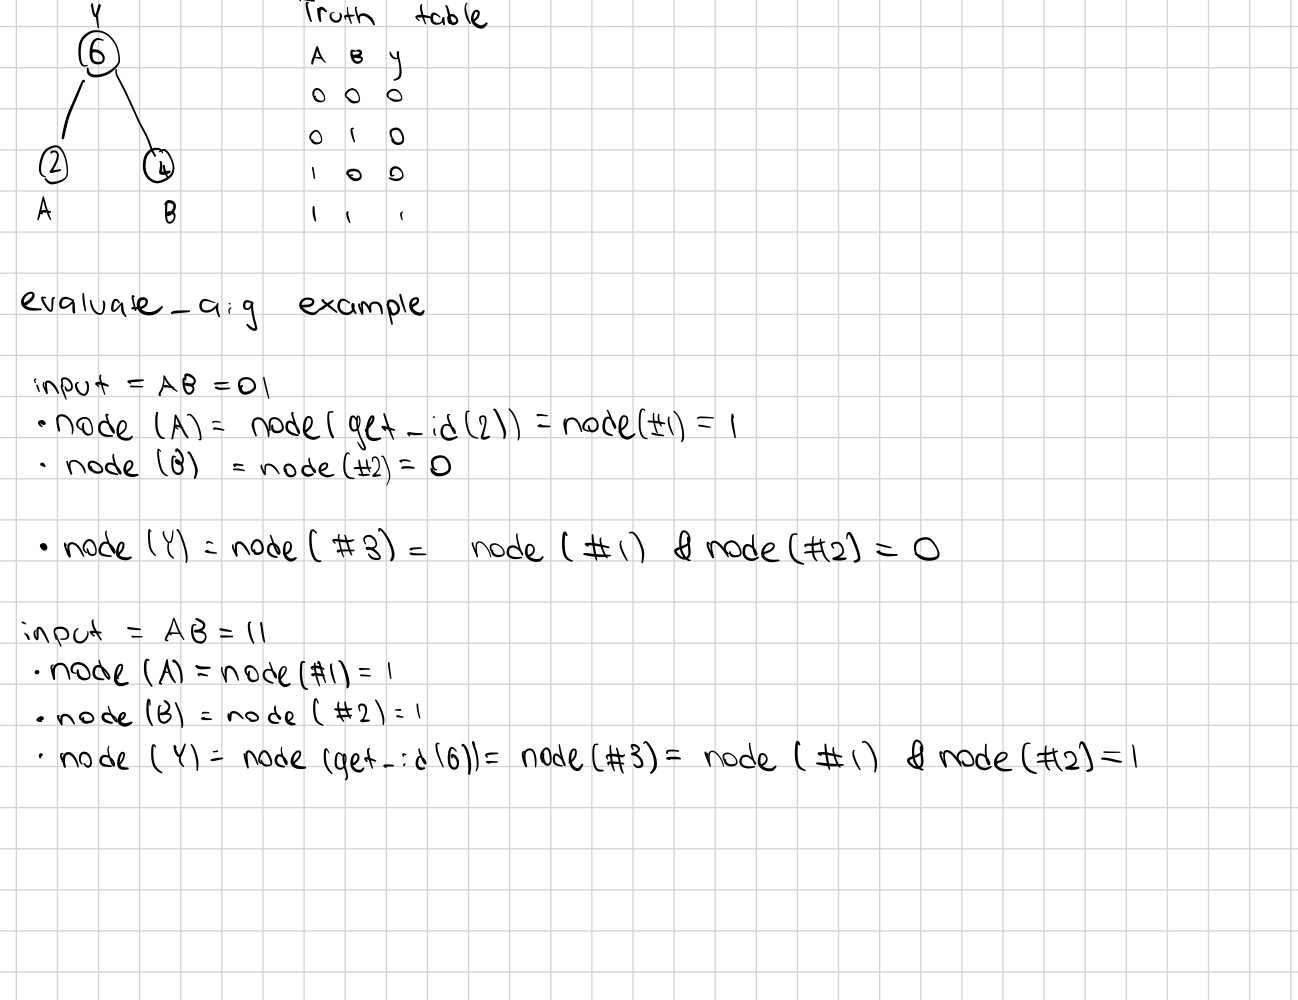 Y
6
2 4
A B
Truth table
A B y
0 0 0
0 1 0
1 0 0
1 1 1
evaluate_aig example
input = AB = 01
• node (A) = node( get_id(2)) = node(#1) = 1
• node (B) = node (#2) = 0
• node (Y) = node ( #3) = node ( #1) & node (#2) = 0
input = AB = 11
• node (A) = node (#1) = 1
• node (B) = node ( #2) = 1
• node (Y) = node (get_id(6)) = node (#3) = node ( #1) & node (#2) = 1